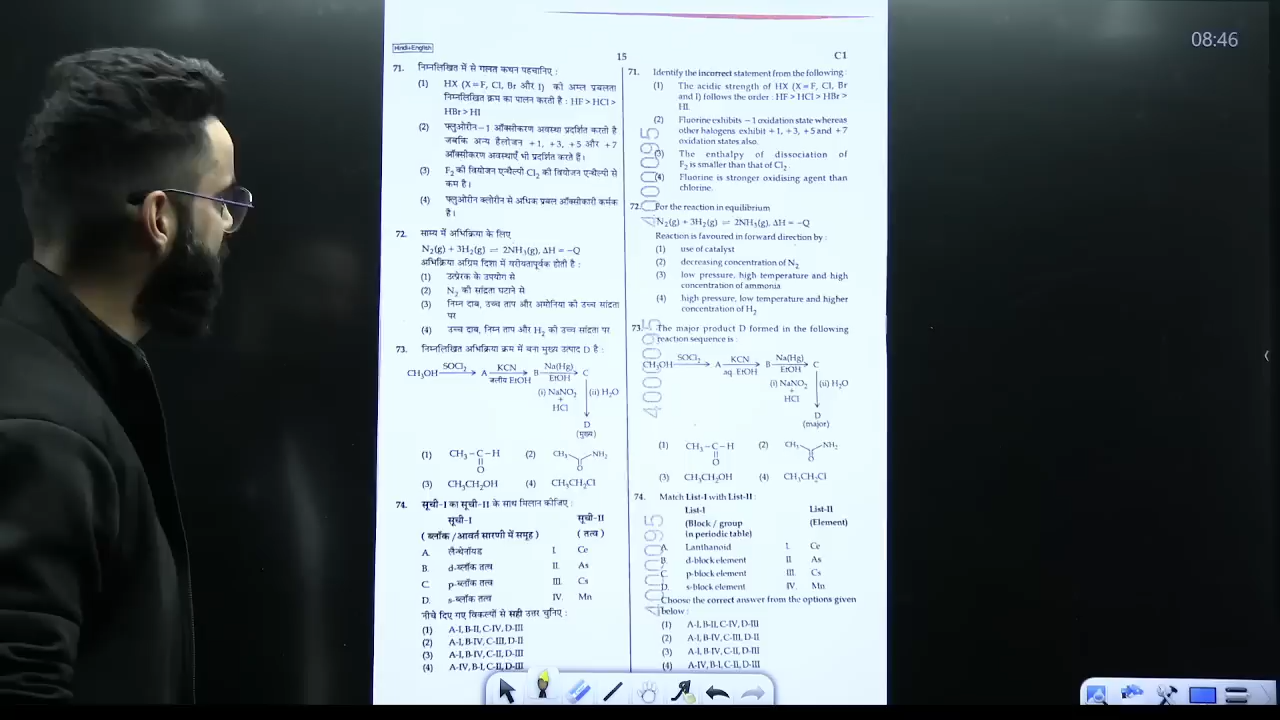 08:46
Hindi+English
15
C1
71. निम्नलिखित में से गलत कथन पहचानिए :
(1) HX (X=F, Cl, Br और I) की अम्ल प्रबलता
निम्नलिखित क्रम का पालन करती है : HF > HCl >
HBr > HI
(2) फ्लुओरीन−1 ऑक्सीकरण अवस्था प्रदर्शित करती है
जबकि अन्य हैलोजन +1, +3, +5 और +7
ऑक्सीकरण अवस्थाएँ भी प्रदर्शित करते हैं।
(3) F₂ की वियोजन एन्थैल्पी Cl₂ की वियोजन एन्थैल्पी से
कम है।
(4) फ्लुओरीन क्लोरीन से अधिक प्रबल ऑक्सीकारी कर्मक
है।
72. साम्य में अभिक्रिया के लिए
N₂(g) + 3H₂(g) ⇌ 2NH₃(g), ΔH = −Q
अभिक्रिया अग्रिम दिशा में वरीयतापूर्वक होती है :
(1) उत्प्रेरक के उपयोग से
(2) N₂ की सांद्रता घटाने से
(3) निम्न दाब, उच्च ताप और अमोनिया की उच्च सांद्रता
पर
(4) उच्च दाब, निम्न ताप और H₂ की उच्च सांद्रता पर
73. निम्नलिखित अभिक्रिया क्रम में बना मुख्य उत्पाद D है :
CH₃OH SOCl₂ → A KCN जलीय EtOH → B Na(Hg) EtOH → C
(i) NaNO₂ + HCl
(ii) H₂O
D
(मुख्य)
(1) CH₃ − C − H
O
(2) CH₃ NH₂
O
(3) CH₃CH₂OH (4) CH₃CH₂Cl
74. सूची-I का सूची-II के साथ मिलान कीजिए :
सूची-I सूची-II
( ब्लॉक / आवर्त सारणी में समूह ) ( तत्व )
A. लैन्थेनॉयड I. Ce
B. d-ब्लॉक तत्व II. As
C. p-ब्लॉक तत्व III. Cs
D. s-ब्लॉक तत्व IV. Mn
नीचे दिए गए विकल्पों से सही उत्तर चुनिए :
(1) A-I, B-II, C-IV, D-III
(2) A-I, B-IV, C-III, D-II
(3) A-I, B-IV, C-II, D-III
(4) A-IV, B-I, C-II, D-III
71. Identify the incorrect statement from the following :
(1) The acidic strength of HX (X=F, Cl, Br
and I) follows the order : HF > HCl > HBr >
HI.
(2) Fluorine exhibits −1 oxidation state whereas
other halogens exhibit +1, +3, +5 and +7
oxidation states also.
(3) The enthalpy of dissociation of
F₂ is smaller than that of Cl₂.
(4) Fluorine is stronger oxidising agent than
chlorine.
72. For the reaction in equilibrium
N₂(g) + 3H₂(g) ⇌ 2NH₃(g), ΔH = −Q
Reaction is favoured in forward direction by :
(1) use of catalyst
(2) decreasing concentration of N₂
(3) low pressure, high temperature and high
concentration of ammonia
(4) high pressure, low temperature and higher
concentration of H₂
73. The major product D formed in the following
reaction sequence is :
CH₃OH SOCl₂ → A KCN aq. EtOH → B Na(Hg) EtOH → C
(i) NaNO₂ + HCl
(ii) H₂O
D
(major)
(1) CH₃ − C − H
O
(2) CH₃ NH₂
O
(3) CH₃CH₂OH (4) CH₃CH₂Cl
74. Match List-I with List-II :
List-I List-II
(Block / group (Element)
in periodic table)
A. Lanthanoid I. Ce
B. d-block element II. As
C. p-block element III. Cs
D. s-block element IV. Mn
Choose the correct answer from the options given
below :
(1) A-I, B-II, C-IV, D-III
(2) A-I, B-IV, C-III, D-II
(3) A-I, B-IV, C-II, D-III
(4) A-IV, B-I, C-II, D-III
4000095
4000095
4000095